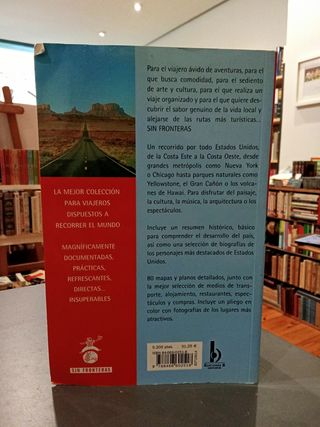 Para el viajero ávido de aventuras, para el
que busca comodidad, para el sediento
de arte y cultura, para el que realiza un
viaje organizado y para el que quiere des-
cubrir el sabor genuino de la vida local y
alejarse de las rutas más turísticas...
SIN FRONTERAS
Un recorrido por todo Estados Unidos,
de la Costa Este a la Costa Oeste, desde
grandes metrópolis como Nueva York
o Chicago hasta parques naturales como
Yellowstone, el Gran Cañón o los volca-
nes de Hawai. Para disfrutar del paisaje,
la cultura, la música, la arquitectura o los
espectáculos.
Incluye un resumen histórico, básico
para comprender el desarrollo del país,
así como una selección de biografías de
los personajes más destacados de Estados
Unidos.
80 mapas y planos detallados, junto con
la mejor selección de medios de trans-
porte, alojamiento, restaurantes, espec-
táculos y compras. Incluye un pliego en
color con fotografías de los lugares más
atractivos.
LA MEJOR COLECCIÓN
PARA VIAJEROS
DISPUESTOS A
RECORRER EL MUNDO
MAGNÍFICAMENTE
DOCUMENTADAS,
PRÁCTICAS,
REFRESCANTES,
DIRECTAS...
INSUPERABLES
SIN FRONTERAS
Ediciones B